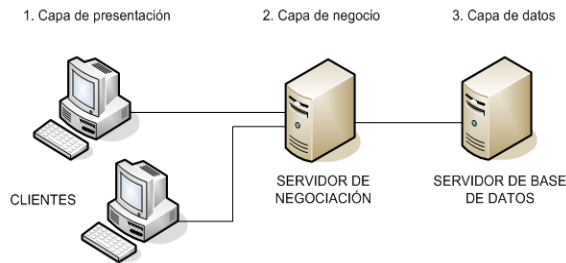 1. Capa de presentación
2. Capa de negocio
3. Capa de datos
CLIENTES
SERVIDOR DE
NEGOCIACIÓN
SERVIDOR DE BASE
DE DATOS